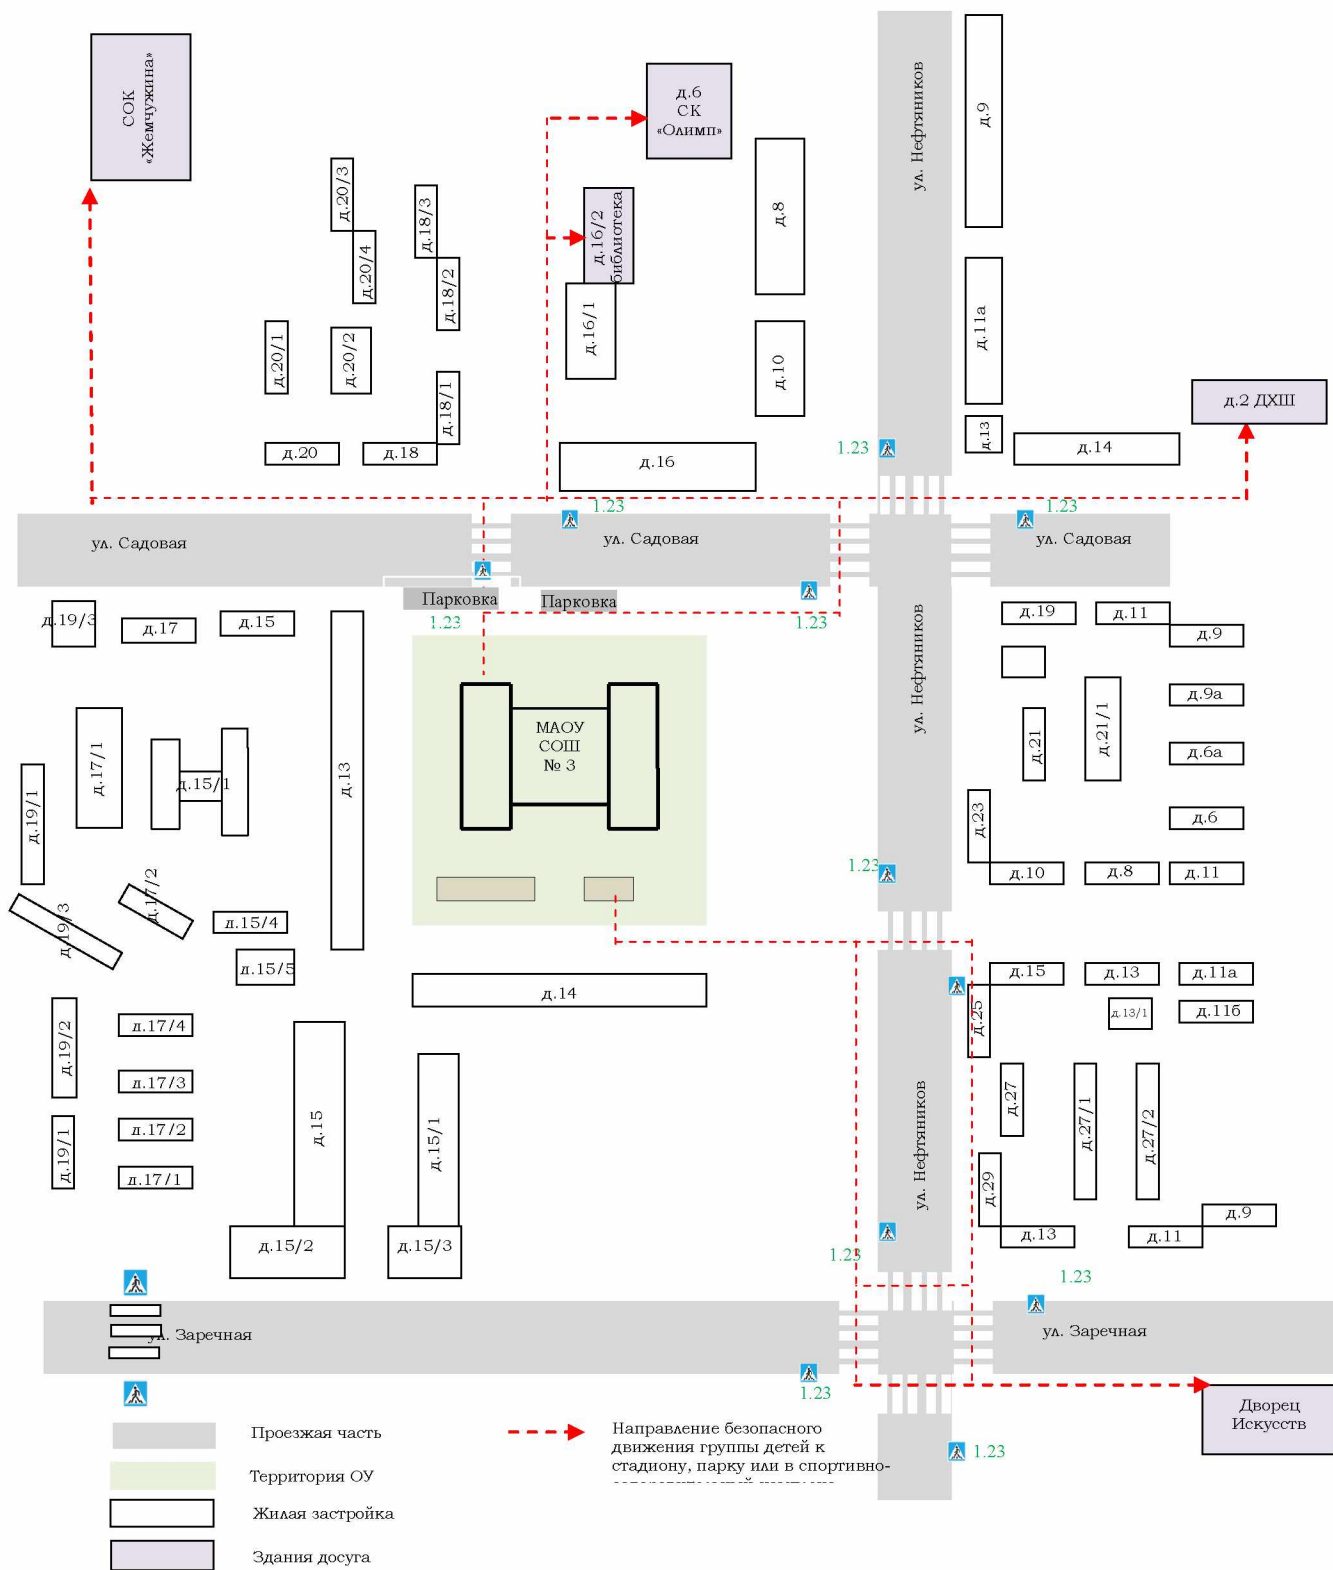 СОК
«Жемчужина»
д.6
СК
«Олимп»
ул. Нефтяников
д.9
д.20/3
д.18/3
д.16/2
библиотека
д.8
д.20/4
д.18/2
д.11а
д.20/1
д.20/2
д.16/1
д.10
д.18/1
д.2 ДХШ
д.20
д.18
д.16
1.23
д.13
д.14
1.23
1.23
ул. Садовая
ул. Садовая
ул. Садовая
Парковка
Парковка
1.23
1.23
ул. Нефтяников
д.19/3
д.17
д.15
д.19
д.11
д.9
д.9а
д.17/1
д.15/1
д.13
МАОУ
СОШ
№ 3
д.21
д.21/1
д.6а
д.19/1
д.23
д.6
1.23
д.10
д.8
д.11
д.19/3
д.17/2
д.15/4
д.15/5
д.14
д.15
д.13
д.11а
д.25
д.13/1
д.11б
д.19/2
д.17/4
д.17/3
д.15
д.15/1
ул. Нефтяников
д.27
д.27/1
д.27/2
д.19/1
д.17/2
д.17/1
д.29
д.9
д.15/2
д.15/3
д.13
д.11
1.23
1.23
ул. Заречная
ул. Заречная
1.23
Дворец
Искусств
1.23
Проезжая часть
Территория ОУ
Жилая застройка
Здания досуга
Направление безопасного
движения группы детей к
стадиону, парку или в спортивно-